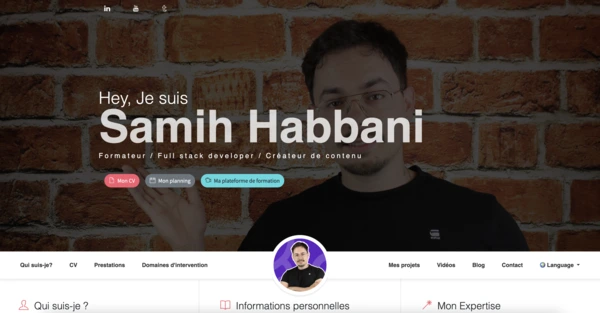 Hey, Je suis
Samih Habbani
Formateur / Full stack developer / Créateur de contenu
Mon CV
Mon planning
Ma plateforme de formation
Qui suis-je?
CV
Prestations
Domaines d'intervention
Mes projets
Vidéos
Blog
Contact
Language
Qui suis-je ?
Informations personnelles
Mon Expertise